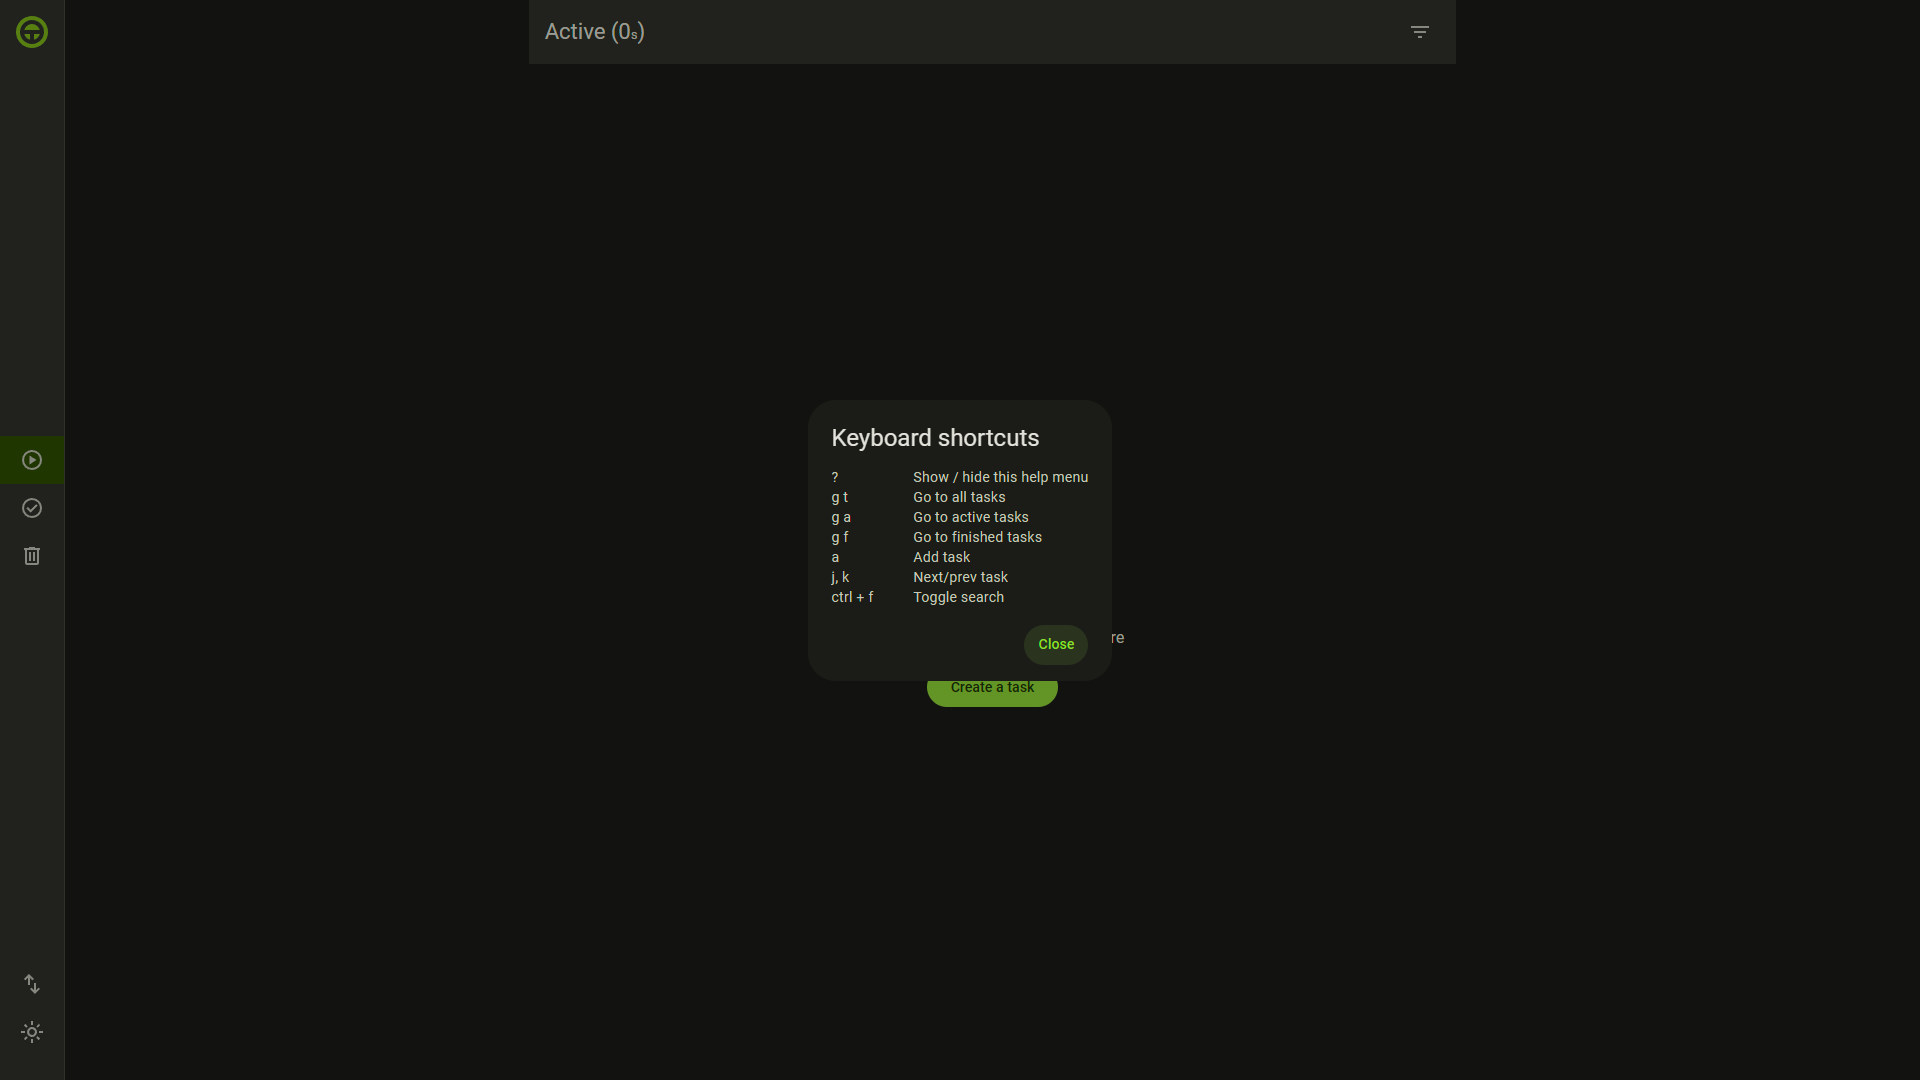 Active (0s)
Keyboard shortcuts
? Show / hide this help menu
g t Go to all tasks
g a Go to active tasks
g f Go to finished tasks
a Add task
j, k Next/prev task
ctrl + f Toggle search
re
Close
Create a task